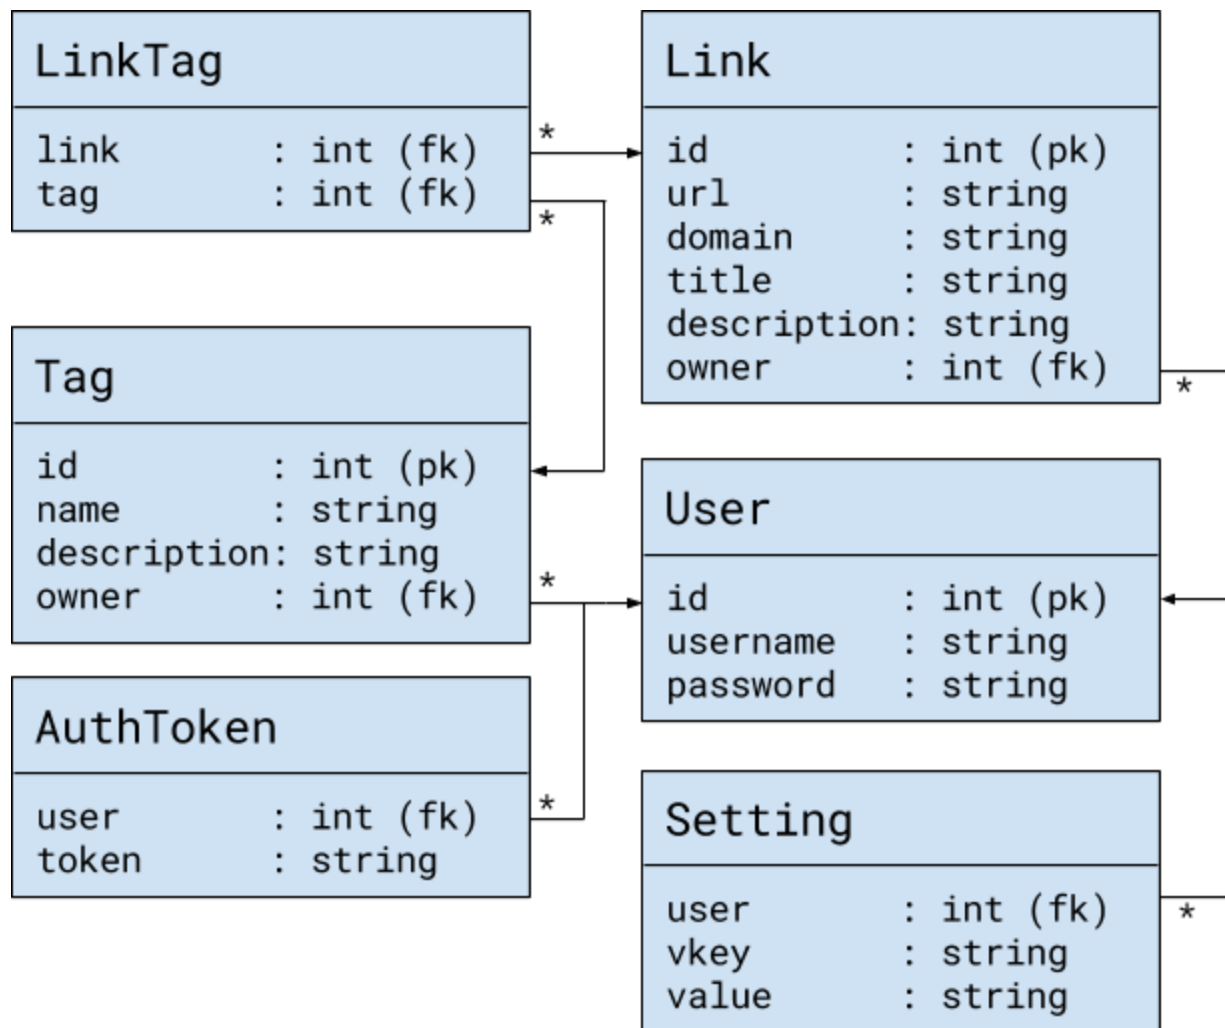 LinkTag
link : int (fk)
tag : int (fk)
*
*
Link
id : int (pk)
url : string
domain : string
title : string
description: string
owner : int (fk)
*
Tag
id : int (pk)
name : string
description: string
owner : int (fk)
*
User
id : int (pk)
username : string
password : string
AuthToken
user : int (fk)
token : string
*
Setting
user : int (fk)
vkey : string
value : string
*